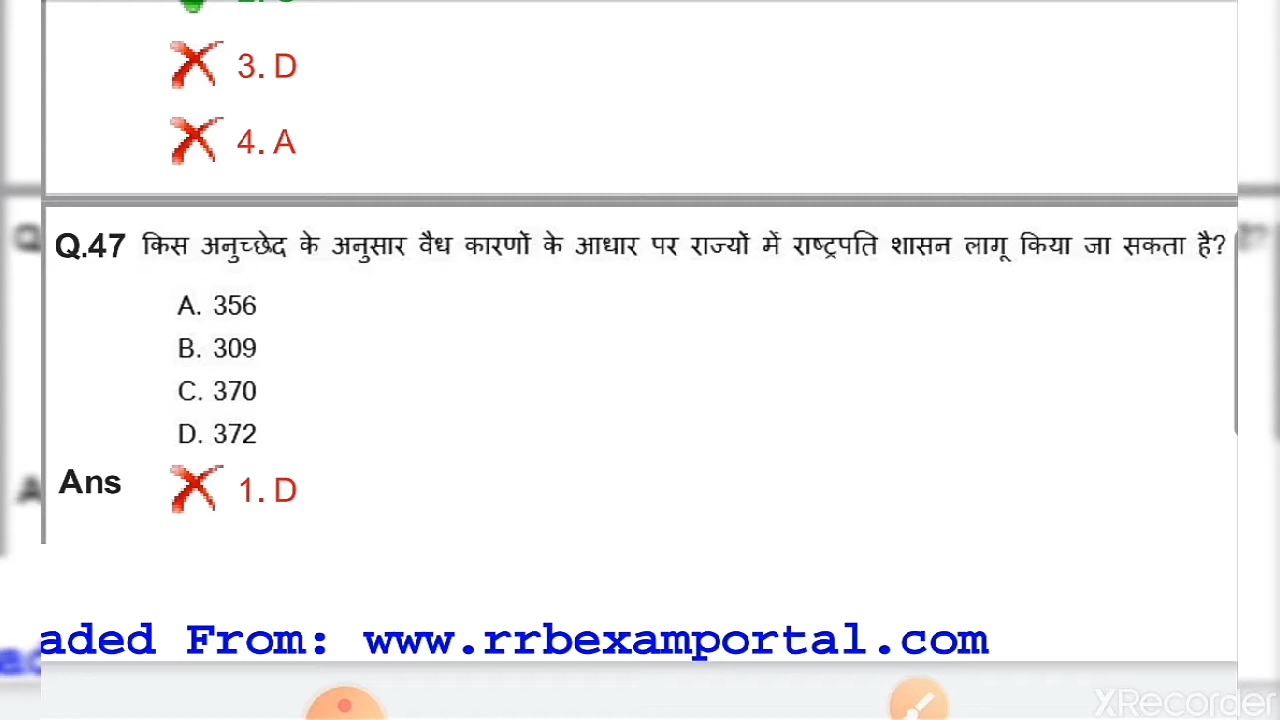 3. D
4. A
Q.47 किस अनुच्छेद के अनुसार वैध कारणों के आधार पर राज्यों में राष्ट्रपति शासन लागू किया जा सकता है?
A. 356
B. 309
C. 370
D. 372
Ans 1. D
aded From: www.rrbexamportal.com
XRecorder